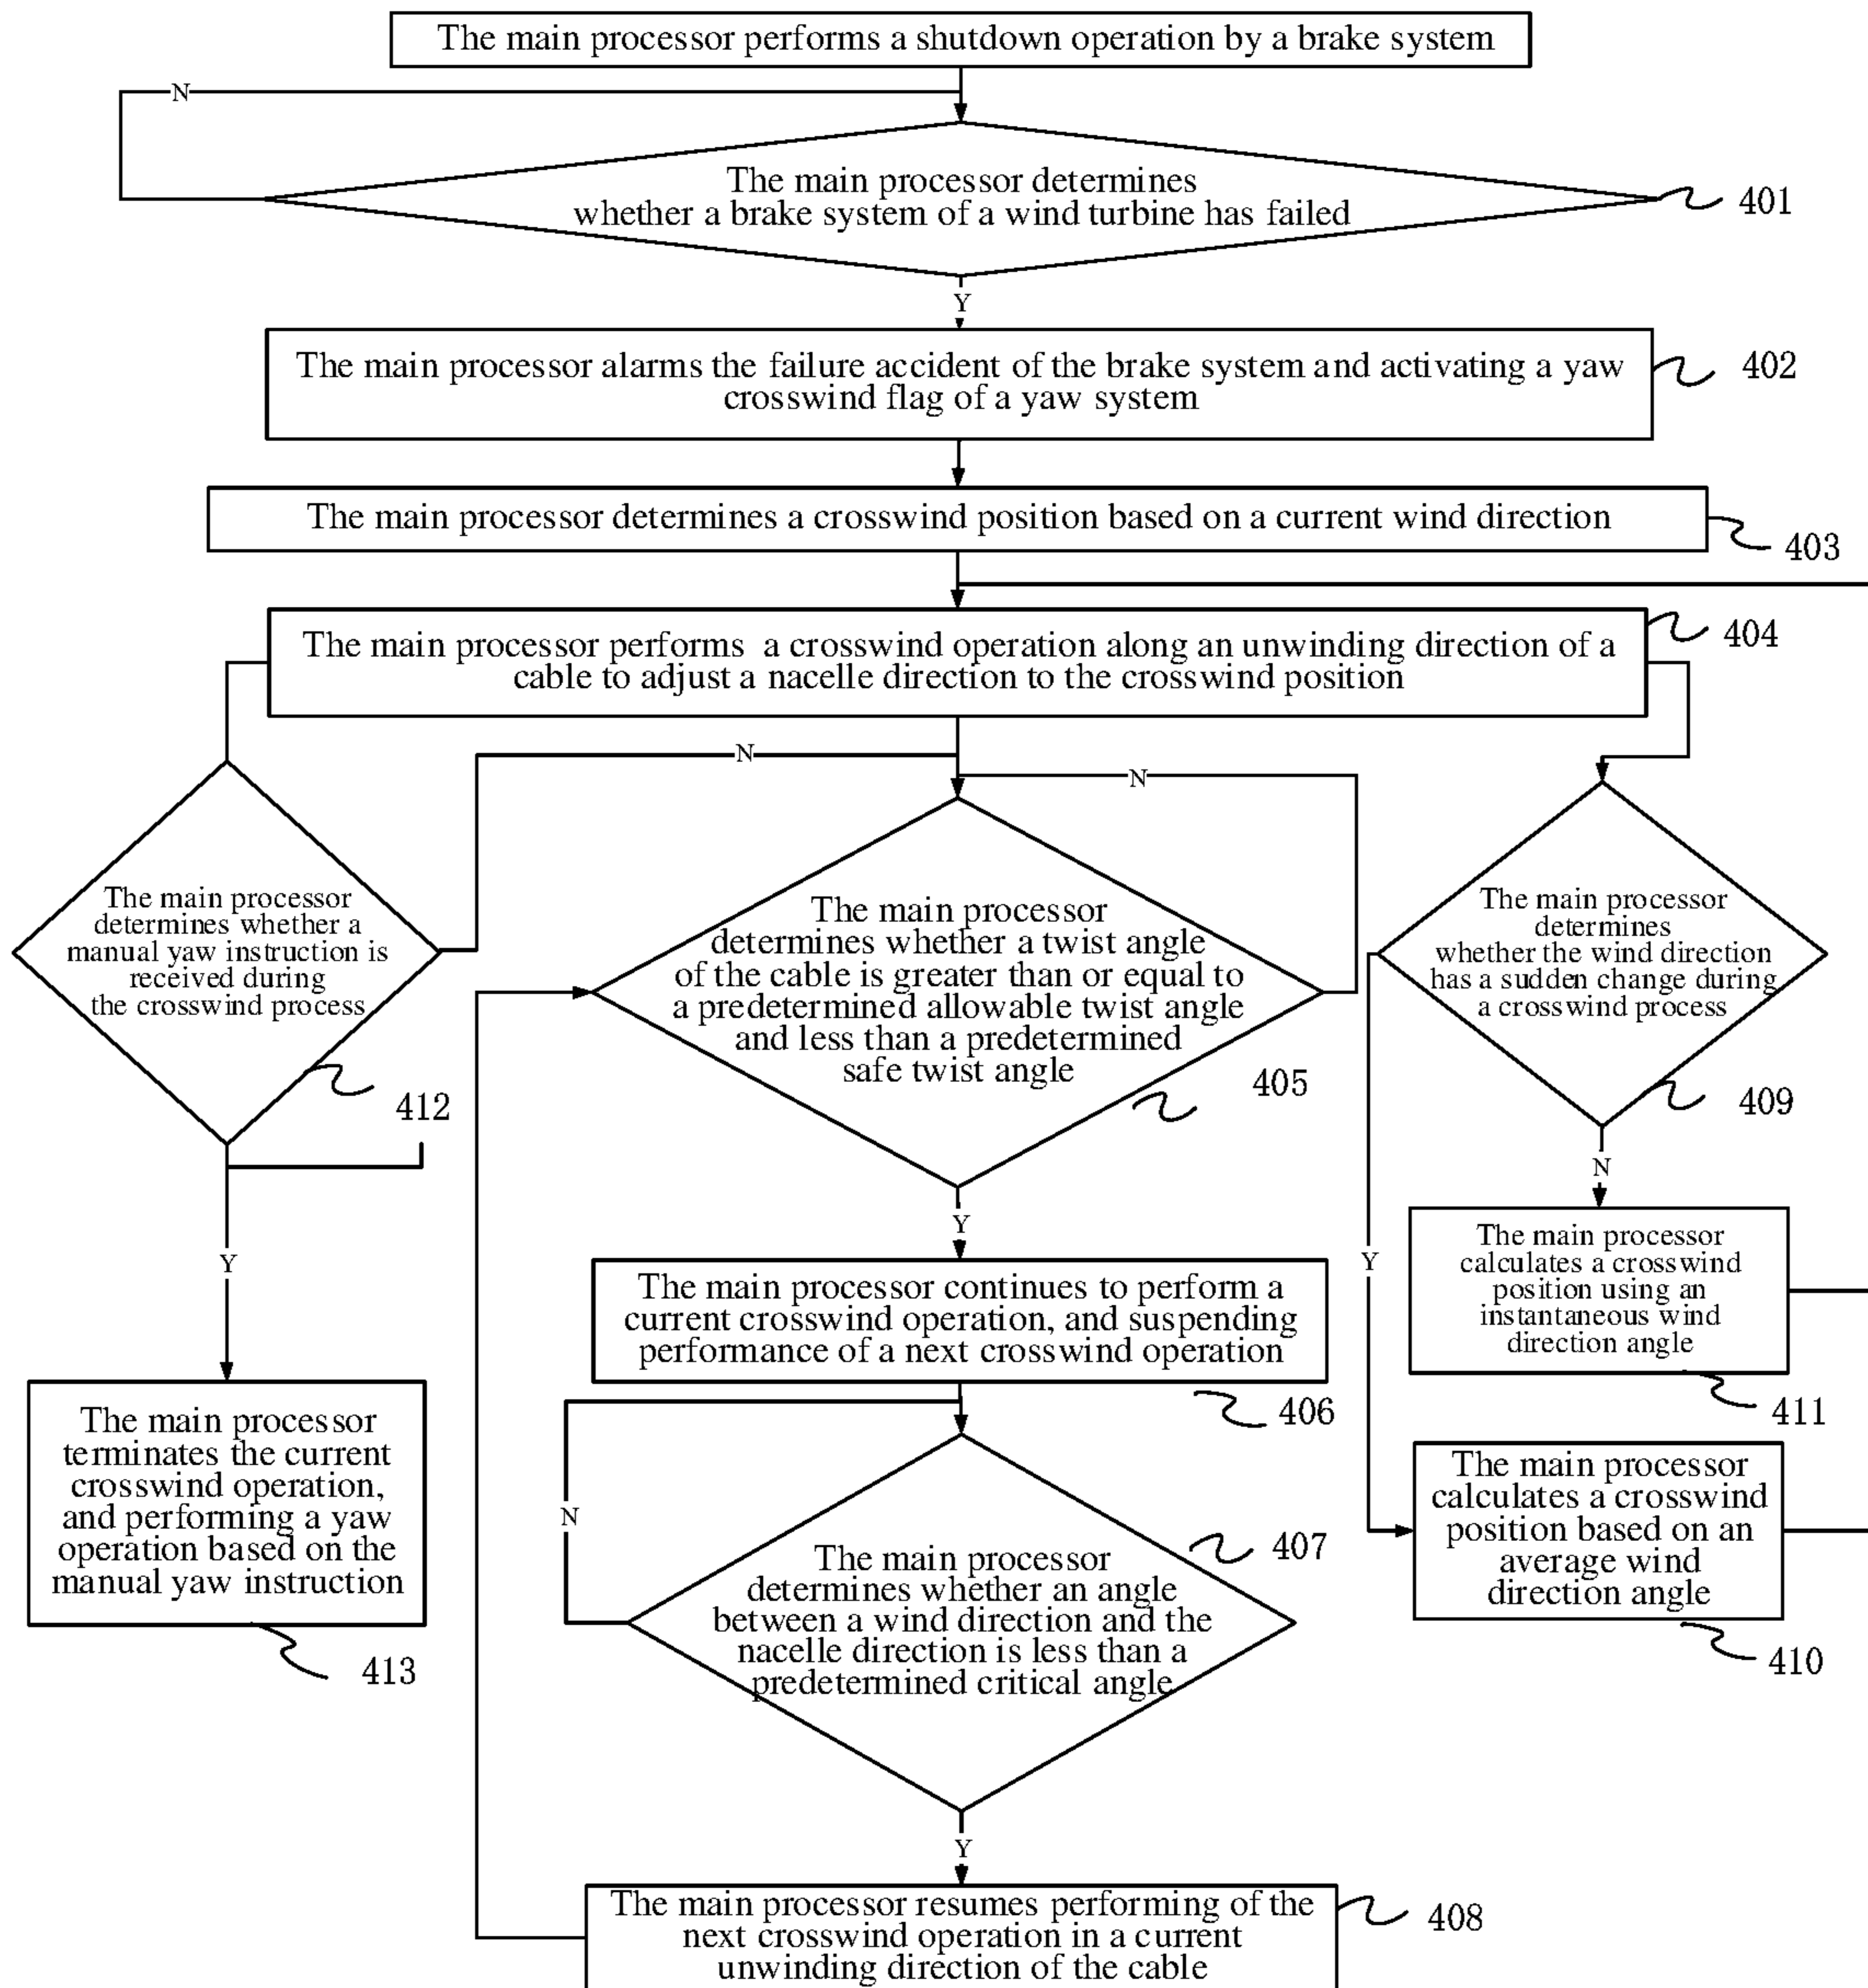 The main processor performs a shutdown operation by a brake system
N
The main processor determines
whether a brake system of a wind turbine has failed
401
Y
The main processor alarms the failure accident of the brake system and activating a yaw
crosswind flag of a yaw system
402
The main processor determines a crosswind position based on a current wind direction
403
The main processor performs a crosswind operation along an unwinding direction of a
cable to adjust a nacelle direction to the crosswind position
404
N
N
The main processor
determines whether a
manual yaw instruction is
received during
the crosswind process
412
The main processor
determines whether a twist angle
of the cable is greater than or equal to
a predetermined allowable twist angle
and less than a predetermined
safe twist angle
405
The main processor
determines
whether the wind direction
has a sudden change during
a crosswind process
409
Y
Y
N
Y
The main processor continues to perform a
current crosswind operation, and suspending
performance of a next crosswind operation
406
The main processor
calculates a crosswind
position using an
instantaneous wind
direction angle
411
The main processor
terminates the current
crosswind operation,
and performing a yaw
operation based on the
manual yaw instruction
413
N
The main processor
determines whether an angle
between a wind direction and the
nacelle direction is less than a
predetermined critical angle
407
The main processor
calculates a crosswind
position based on an
average wind
direction angle
410
Y
The main processor resumes performing of the
next crosswind operation in a current
unwinding direction of the cable
408